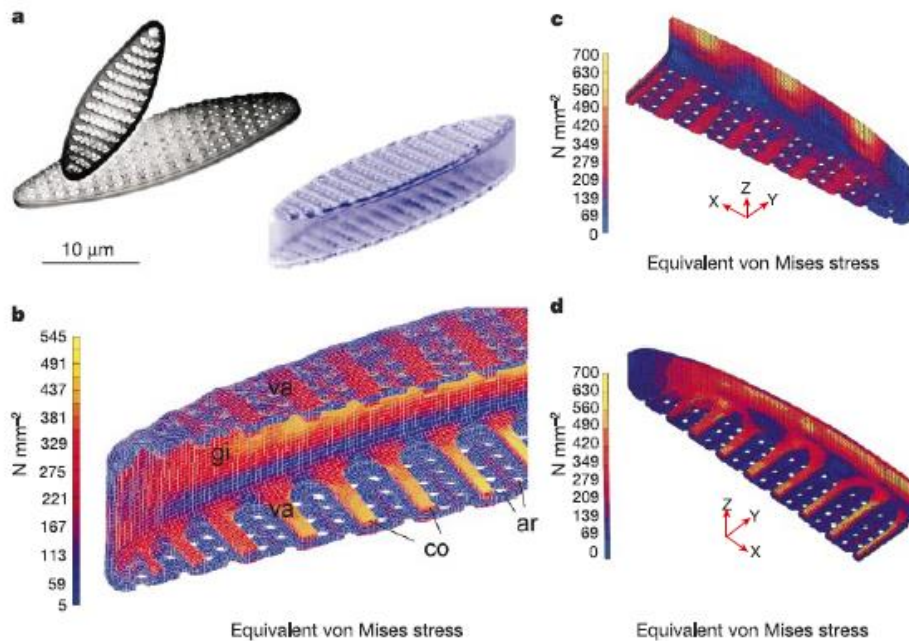 a
10 μm
b
545
491
437
381
329
275
221
167
113
59
5
N mm–2
va
gi
va
co
ar
Equivalent von Mises stress
c
700
630
560
490
420
349
279
209
139
69
0
N mm–2
Z
X
Y
Equivalent von Mises stress
d
700
630
560
490
420
349
279
209
139
69
0
N mm–2
Z
Y
X
Equivalent von Mises stress